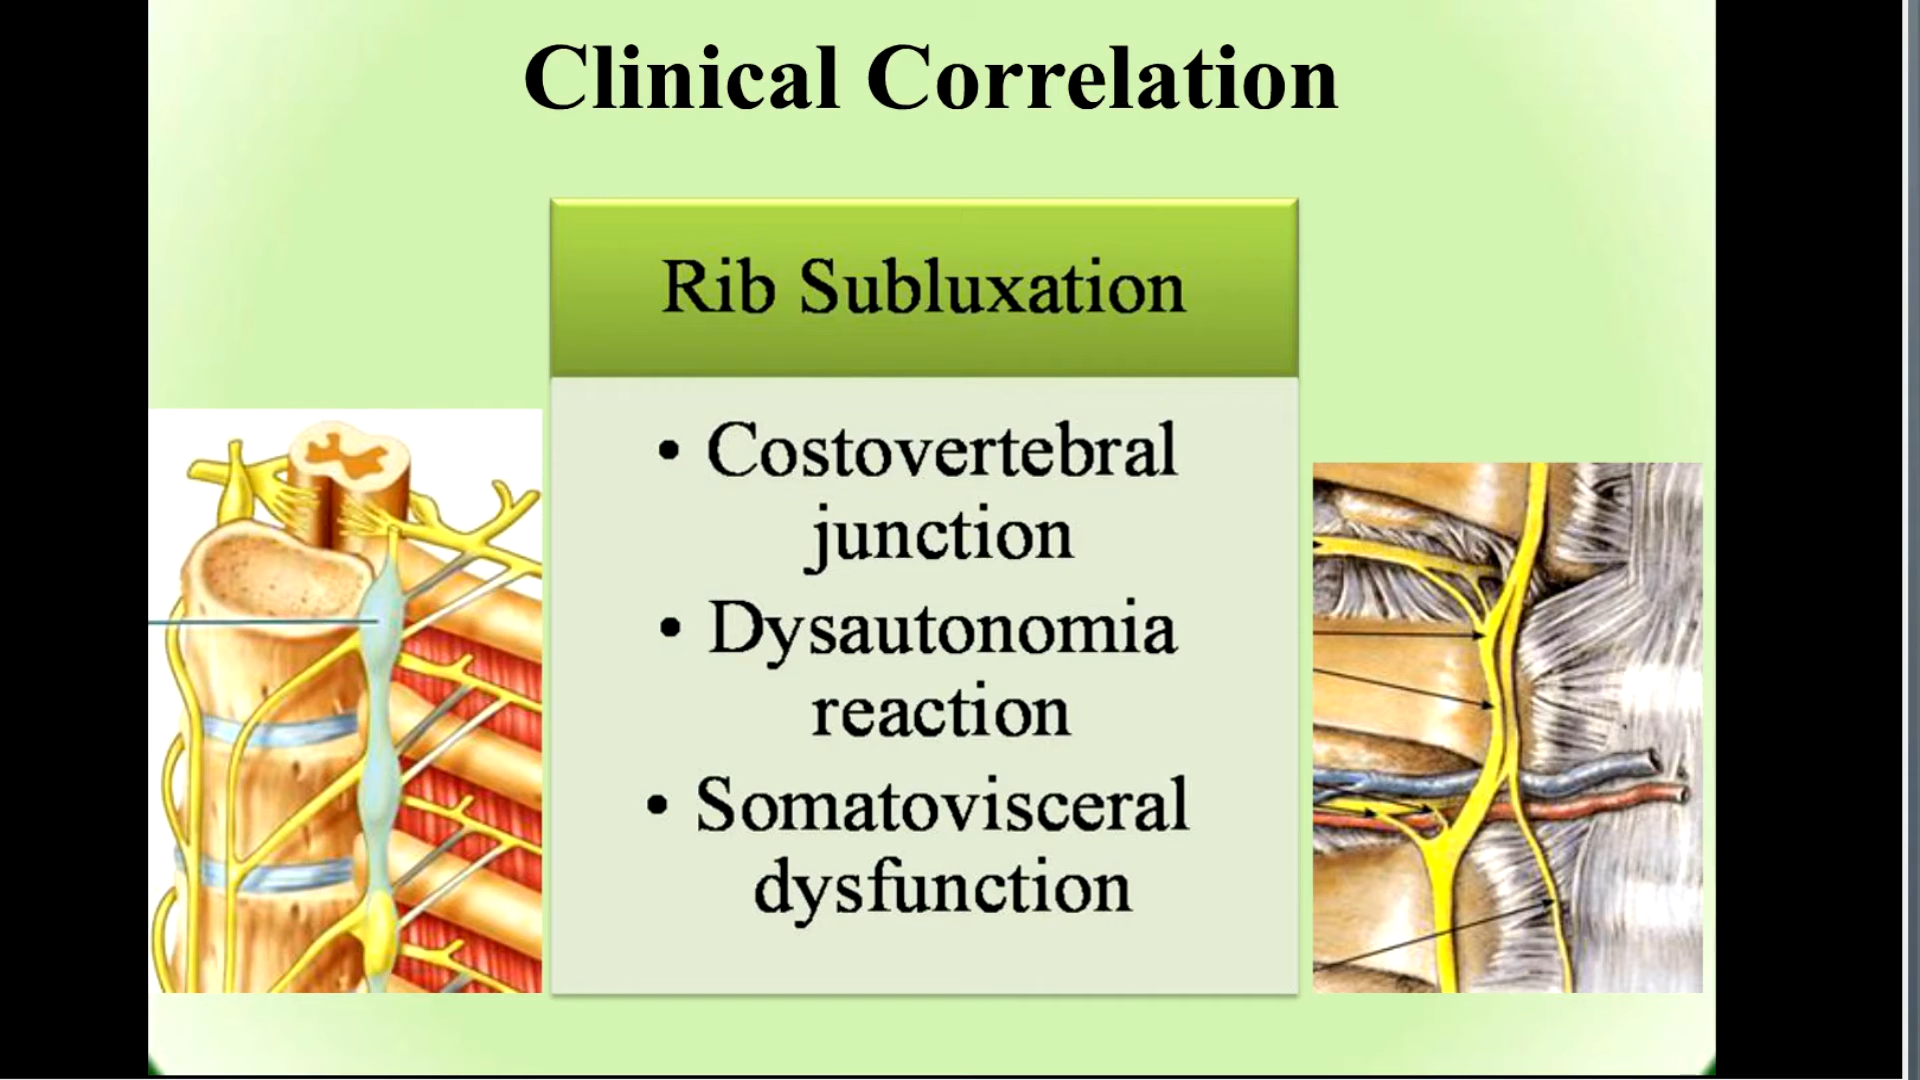 Clinical Correlation
Rib Subluxation
• Costovertebral
junction
• Dysautonomia
reaction
• Somatovisceral
dysfunction